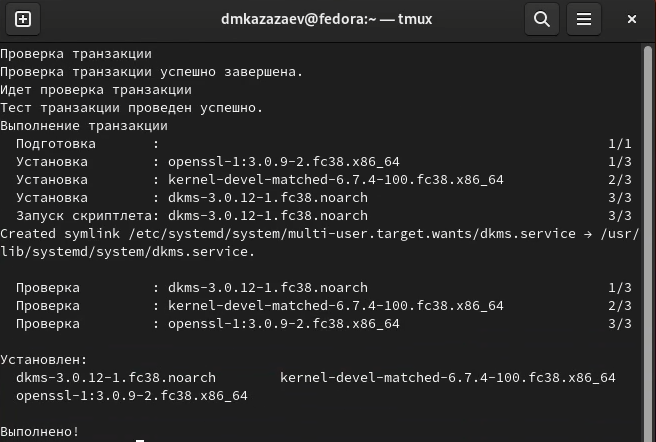 dmkazazaev@fedora:~ — tmux
Проверка транзакции
Проверка транзакции успешно завершена.
Идет проверка транзакции
Тест транзакции проведен успешно.
Выполнение транзакции
  Подготовка       :                                                        1/1
  Установка        : openssl-1:3.0.9-2.fc38.x86_64                          1/3
  Установка        : kernel-devel-matched-6.7.4-100.fc38.x86_64             2/3
  Установка        : dkms-3.0.12-1.fc38.noarch                              3/3
  Запуск скриптлета: dkms-3.0.12-1.fc38.noarch                              3/3
Created symlink /etc/systemd/system/multi-user.target.wants/dkms.service → /usr/
lib/systemd/system/dkms.service.
  Проверка         : dkms-3.0.12-1.fc38.noarch                              1/3
  Проверка         : kernel-devel-matched-6.7.4-100.fc38.x86_64             2/3
  Проверка         : openssl-1:3.0.9-2.fc38.x86_64                          3/3
Установлен:
  dkms-3.0.12-1.fc38.noarch        kernel-devel-matched-6.7.4-100.fc38.x86_64
  openssl-1:3.0.9-2.fc38.x86_64
Выполнено!